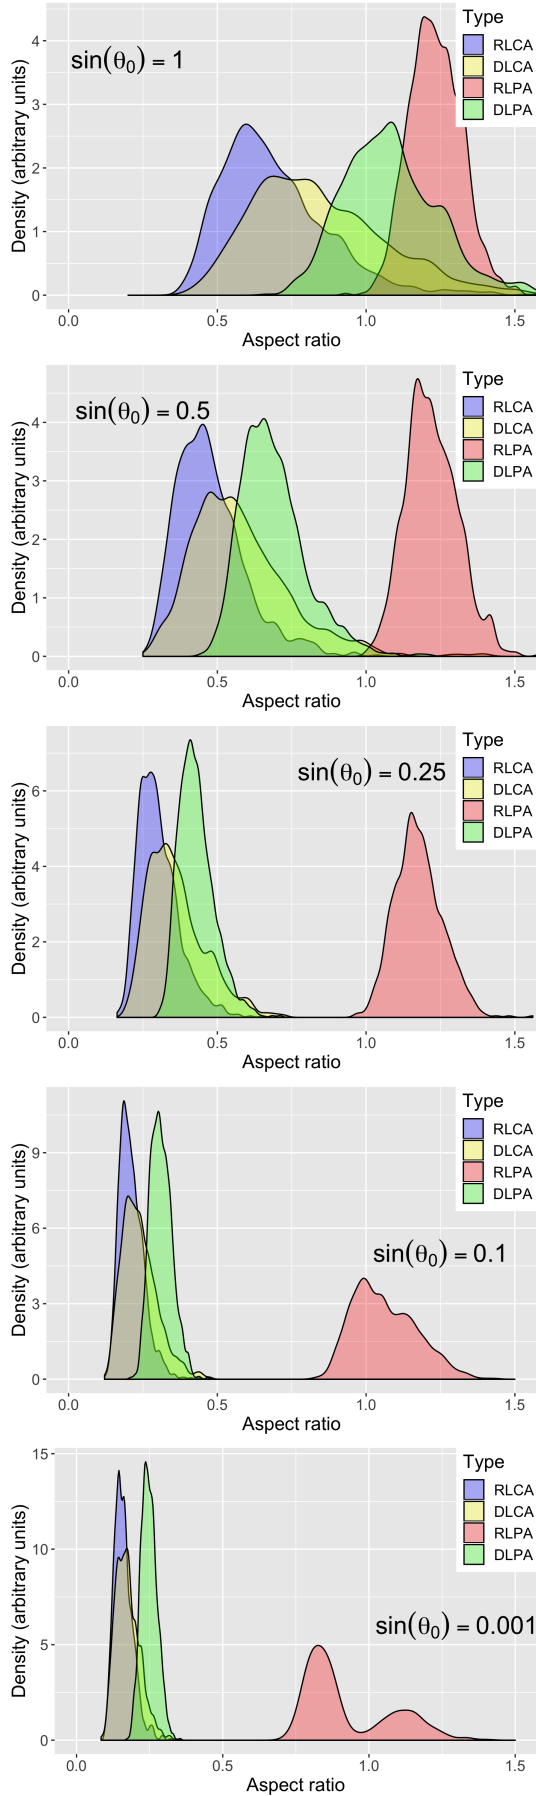 Type
RLCA
DLCA
RLPA
DLPA
sin(θ₀) = 1
Density (arbitrary units)
4
3
2
1
0
0.0 0.5 1.0 1.5
Aspect ratio
Type
RLCA
DLCA
RLPA
DLPA
sin(θ₀) = 0.5
Density (arbitrary units)
4
3
2
1
0
0.0 0.5 1.0 1.5
Aspect ratio
Type
RLCA
DLCA
RLPA
DLPA
sin(θ₀) = 0.25
Density (arbitrary units)
6
4
2
0
0.0 0.5 1.0 1.5
Aspect ratio
Type
RLCA
DLCA
RLPA
DLPA
sin(θ₀) = 0.1
Density (arbitrary units)
9
6
3
0
0.0 0.5 1.0 1.5
Aspect ratio
Type
RLCA
DLCA
RLPA
DLPA
sin(θ₀) = 0.001
Density (arbitrary units)
15
10
5
0
0.0 0.5 1.0 1.5
Aspect ratio